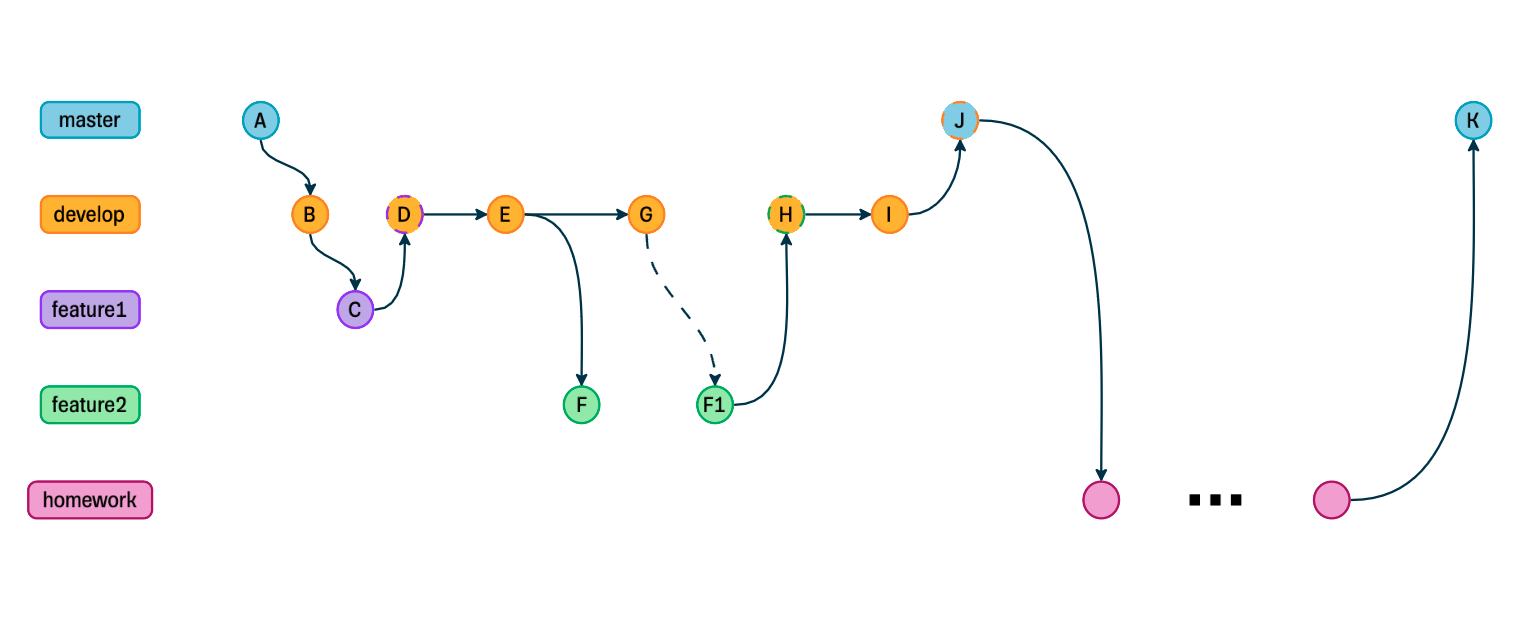 master
A
J
K
develop
B
D
E
G
H
I
feature1
C
feature2
F
F1
homework